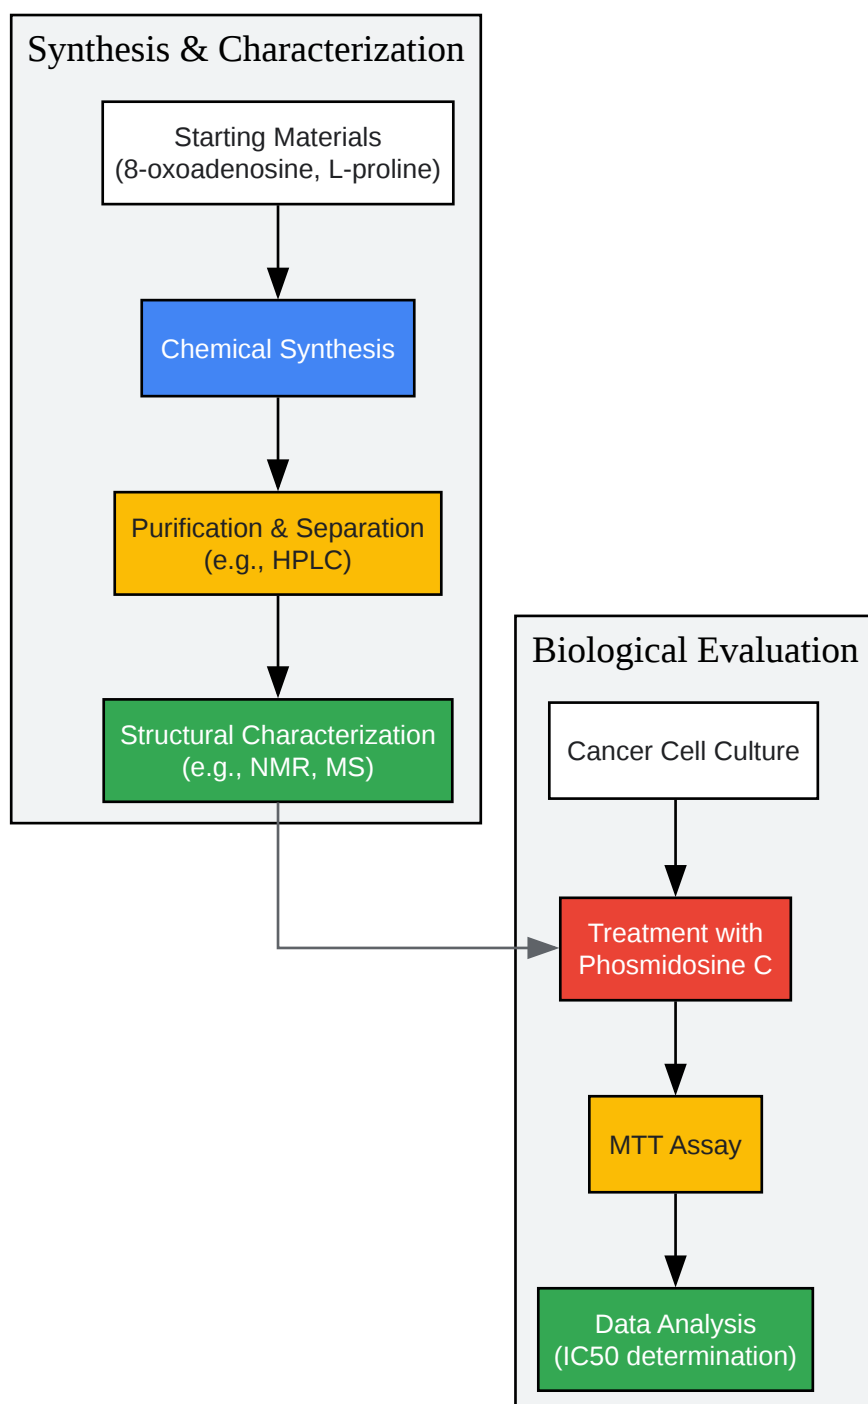 Synthesis & Characterization
Starting Materials
(8-oxoadenosine, L-proline)
Chemical Synthesis
Purification & Separation
(e.g., HPLC)
Structural Characterization
(e.g., NMR, MS)
Biological Evaluation
Cancer Cell Culture
Treatment with
Phosmidosine C
MTT Assay
Data Analysis
(IC50 determination)